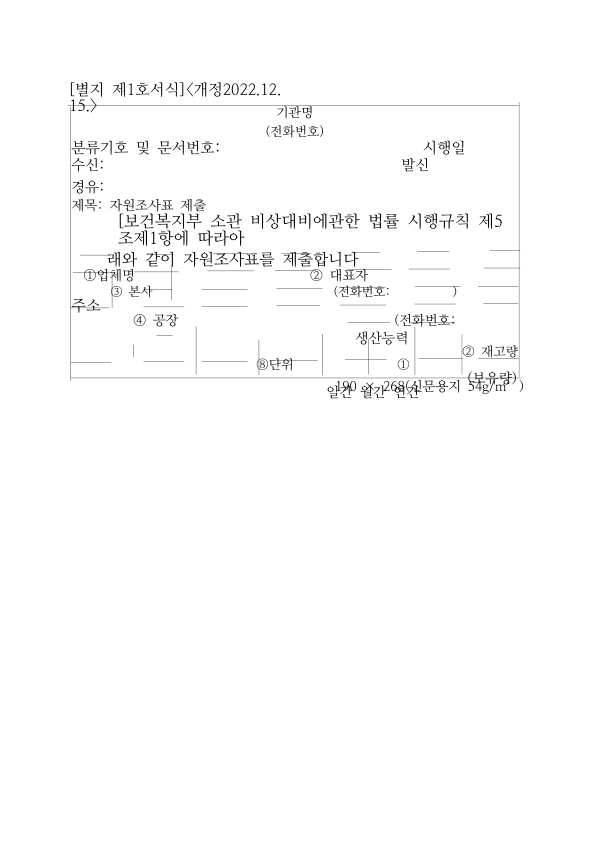 [별지 제1호서식]<개정2022.12.
15.>
기관명
(전화번호)
분류기호 및 문서번호: 시행일
수신: 발신
경유:
제목: 자원조사표 제출
[보건복지부 소관 비상대비에관한 법률 시행규칙 제5
조제1항에 따라아
래와 같이 자원조사표를 제출합니다
①업체명 ② 대표자
③ 본사 (전화번호: )
주소
④ 공장 (전화번호:
생산능력
② 재고량
⑧단위 ①
(보유량)
190 × 268(신문용지 54g/㎡ )
일간 월간 연간